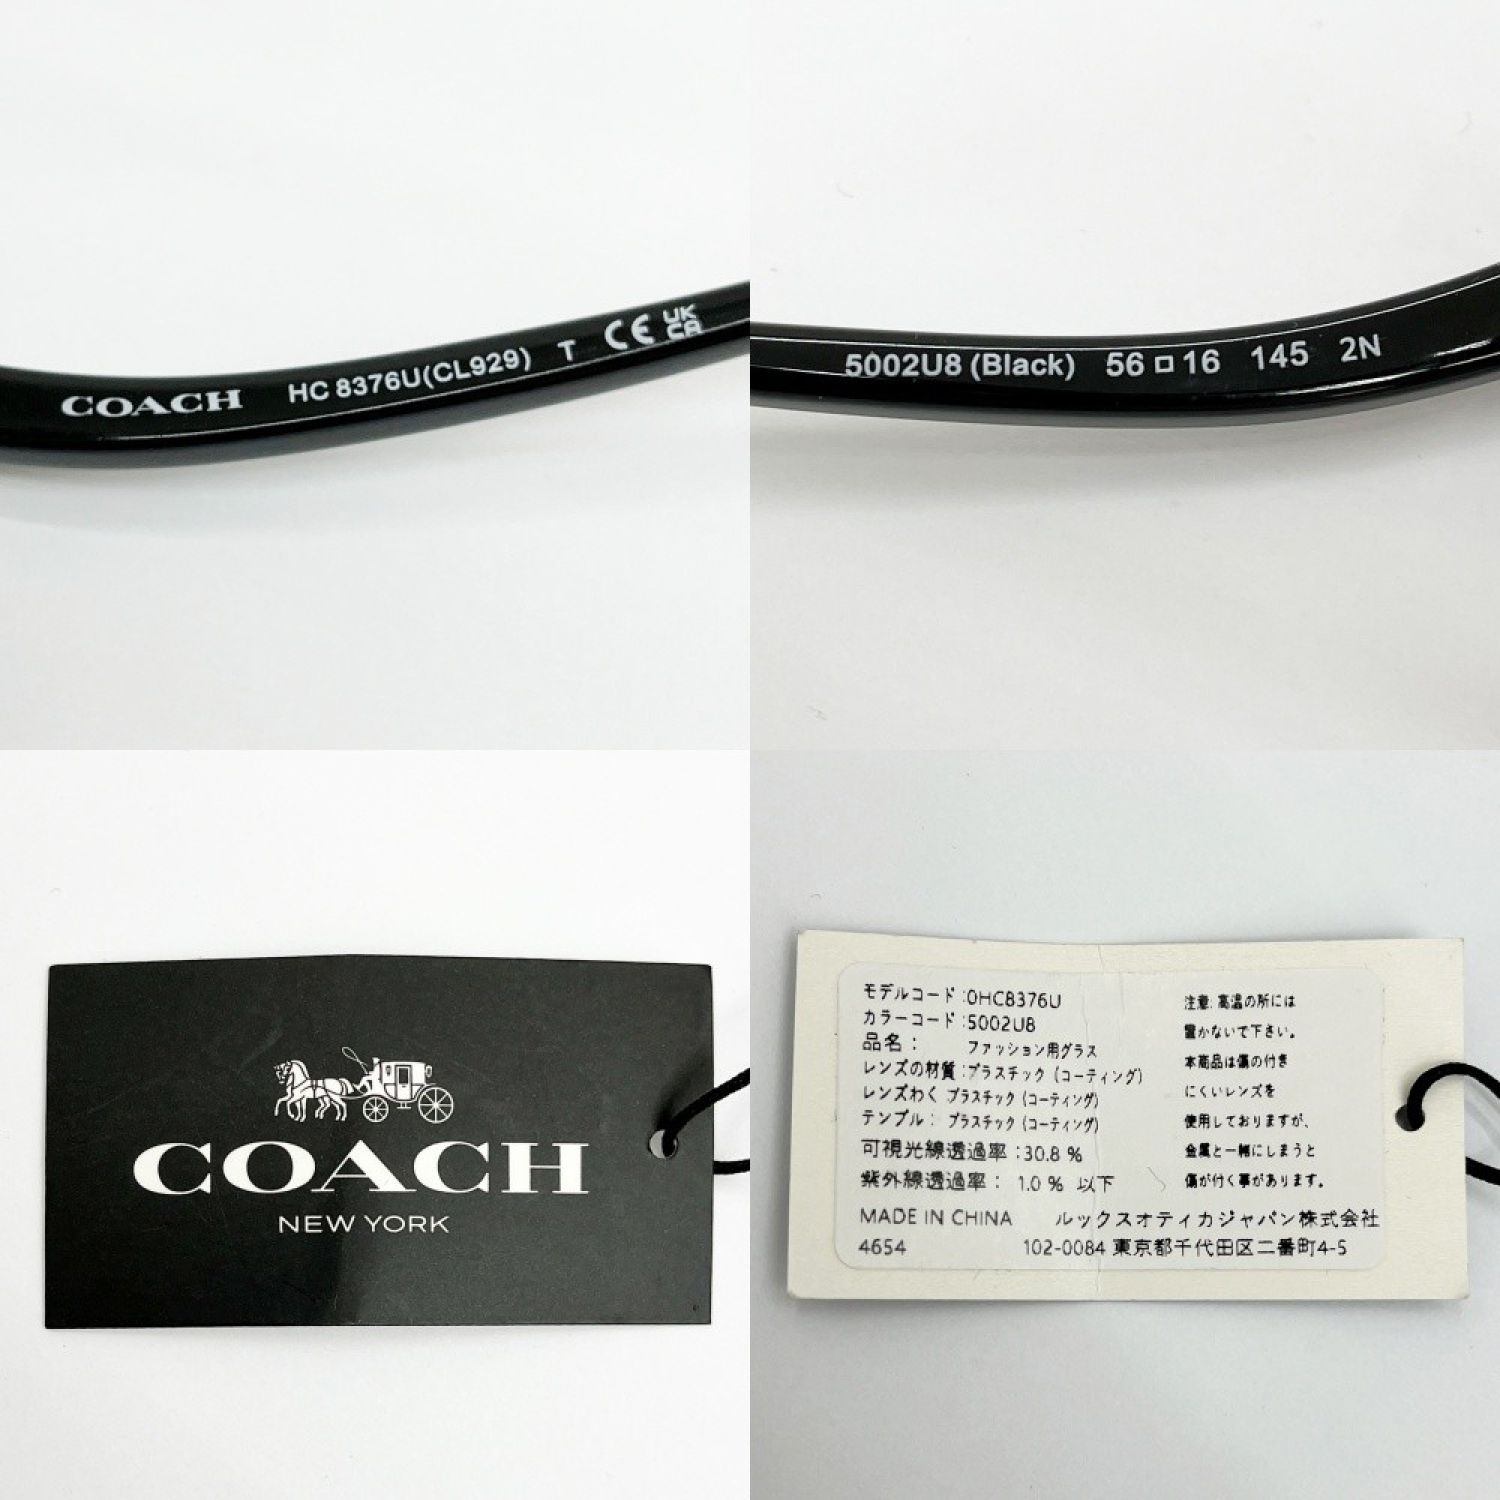 COACH HC 8376U(CL929) T CE UK CA
5002U8 (Black) 56□16 145 2N
COACH
NEW YORK
モデルコード:0HC8376U
カラーコード:5002U8
品名: ファッション用グラス
レンズの材質:プラスチック(コーティング)
レンズわく プラスチック(コーティング)
テンプル: プラスチック(コーティング)
可視光線透過率:30.8 %
紫外線透過率: 1.0 % 以下
MADE IN CHINA ルックスオティカジャパン株式会社
4654 102-0084 東京都千代田区二番町4-5
注意:高温の所には
置かないで下さい。
本商品は傷の付き
にくいレンズを
使用しておりますが、
金属と一緒にしまうと
傷が付く事があります。